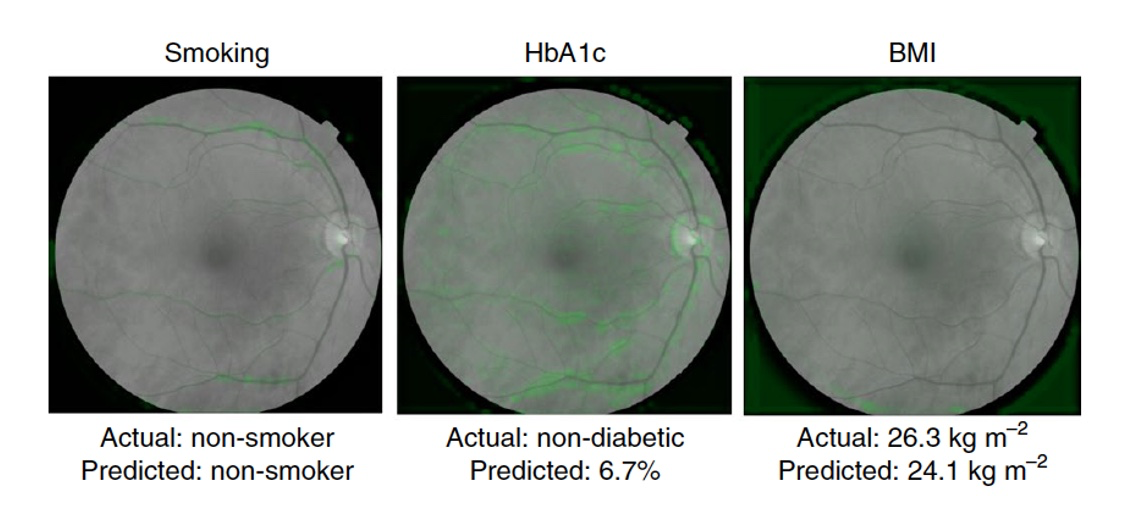 Smoking
HbA1c
BMI
Actual: non-smoker
Predicted: non-smoker
Actual: non-diabetic
Predicted: 6.7%
Actual: 26.3 kg m⁻²
Predicted: 24.1 kg m⁻²